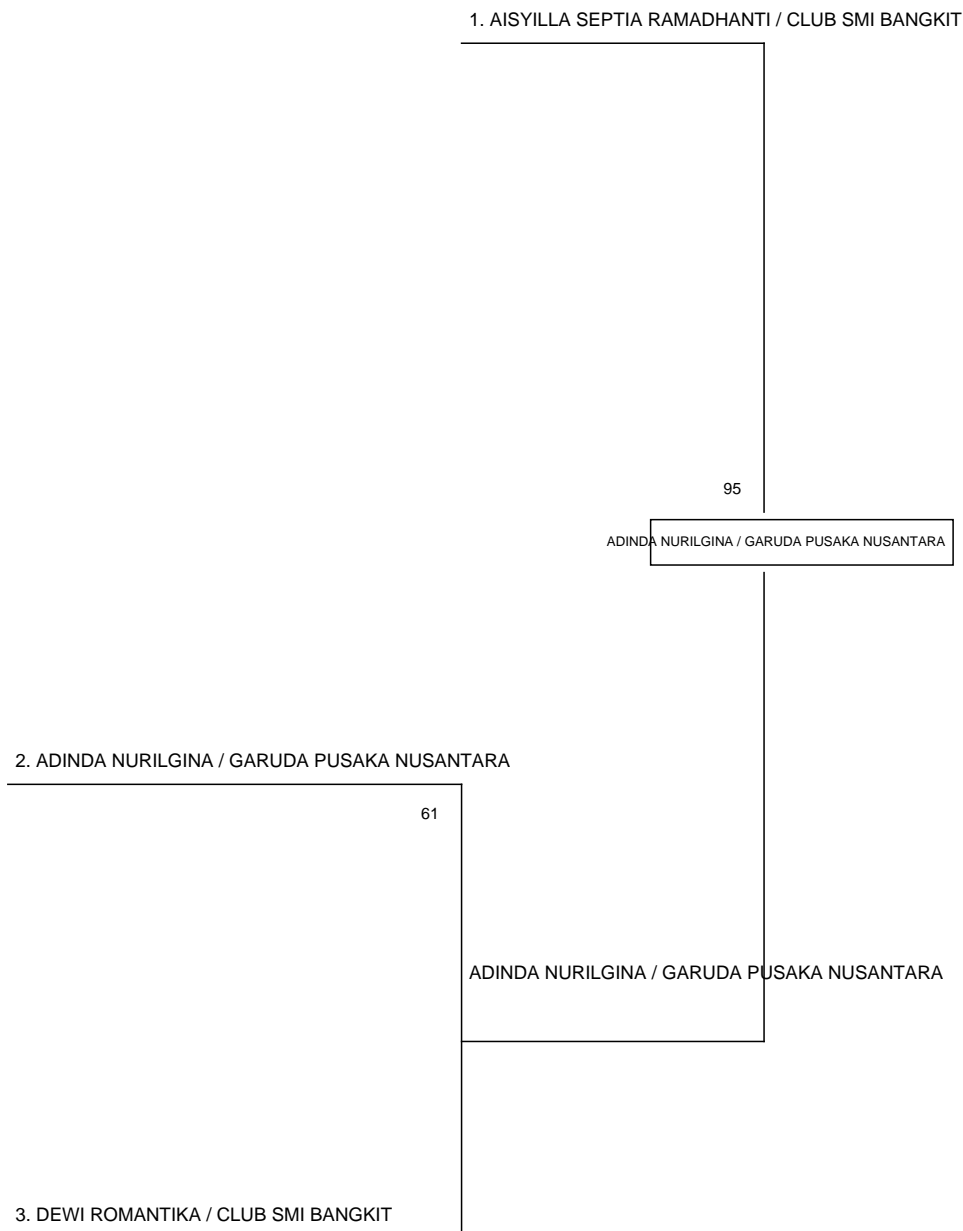 1. AISYILLA SEPTIA RAMADHANTI / CLUB SMI BANGKIT
95
ADINDA NURILGINA / GARUDA PUSAKA NUSANTARA
2. ADINDA NURILGINA / GARUDA PUSAKA NUSANTARA
61
ADINDA NURILGINA / GARUDA PUSAKA NUSANTARA
3. DEWI ROMANTIKA / CLUB SMI BANGKIT